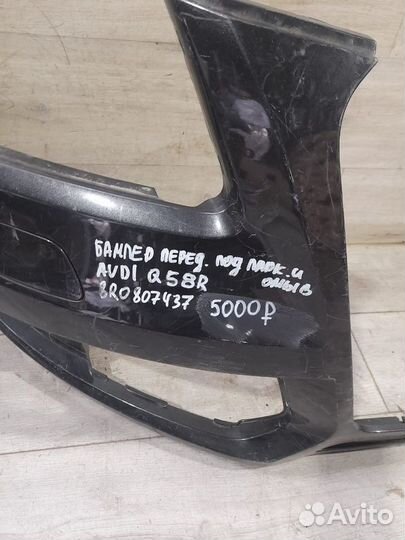 БАМПЕР ПЕРЕД. ПОД ПАРК. И
ОМЫВ
AUDI Q5 8R
8R0807437 5000₽
Avito